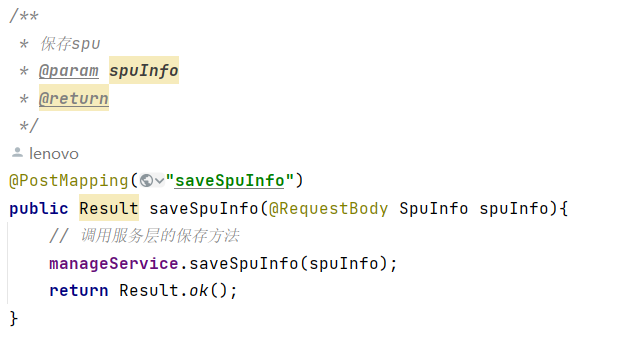 /**
 * 保存spu
 * @param spuInfo
 * @return
 */
lenovo
@PostMapping("saveSpuInfo")
public Result saveSpuInfo(@RequestBody SpuInfo spuInfo){
    // 调用服务层的保存方法
    manageService.saveSpuInfo(spuInfo);
    return Result.ok();
}